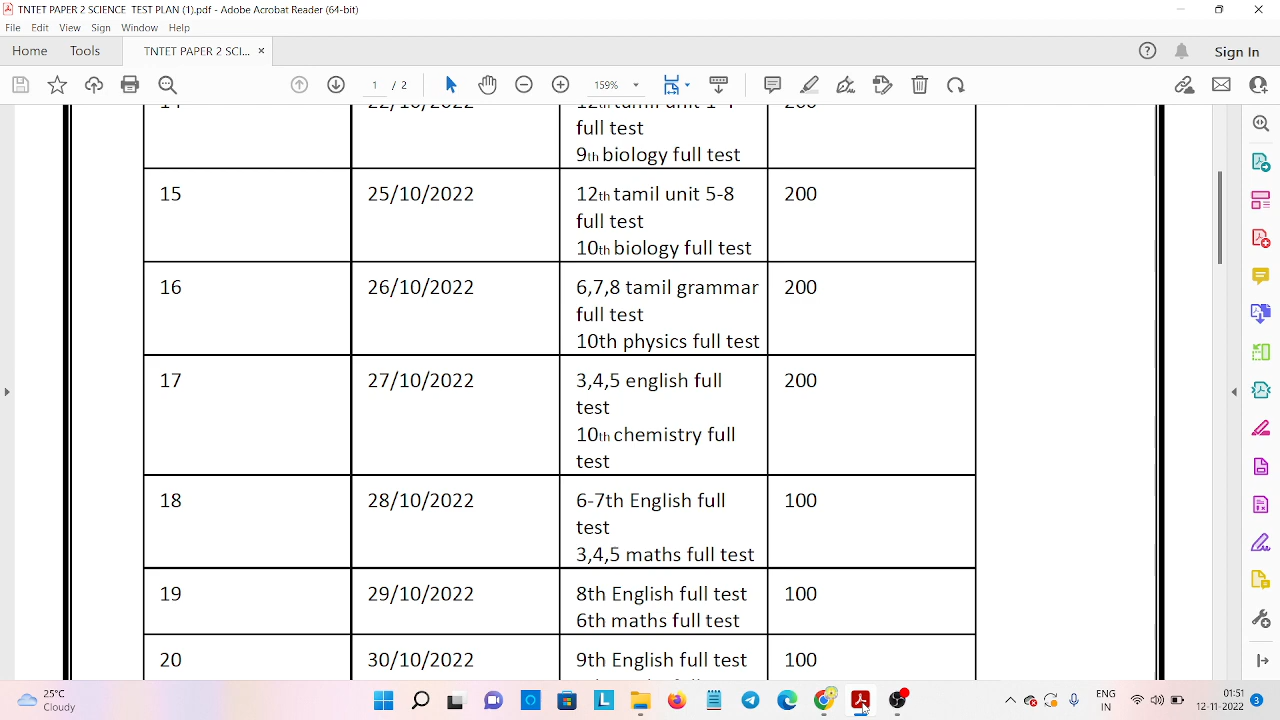 TNTET PAPER 2 SCIENCE TEST PLAN (1).pdf - Adobe Acrobat Reader (64-bit)
File Edit View Sign Window Help
Home Tools TNTET PAPER 2 SCI... × Sign In
1 / 2 159%
full test
9th biology full test
15 25/10/2022 12th tamil unit 5-8 200
full test
10th biology full test
16 26/10/2022 6,7,8 tamil grammar 200
full test
10th physics full test
17 27/10/2022 3,4,5 english full 200
test
10th chemistry full
test
18 28/10/2022 6-7th English full 100
test
3,4,5 maths full test
19 29/10/2022 8th English full test 100
6th maths full test
20 30/10/2022 9th English full test 100
25°C ENG 01:51
Cloudy IN 12-11-2022 3